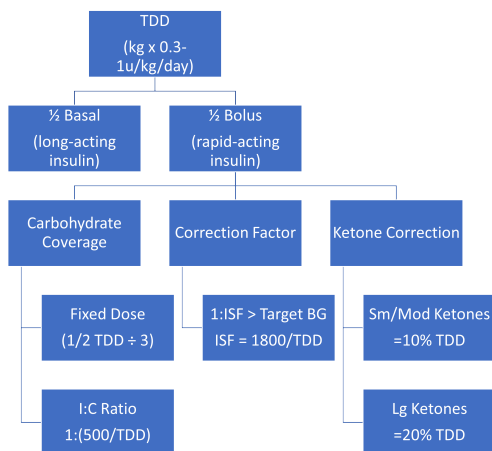 TDD
(kg x 0.3-
1u/kg/day)
½ Basal
(long-acting
insulin)
½ Bolus
(rapid-acting
insulin)
Carbohydrate
Coverage
Correction Factor
Ketone Correction
Fixed Dose
(1/2 TDD ÷ 3)
1:ISF > Target BG
ISF = 1800/TDD
Sm/Mod Ketones
=10% TDD
I:C Ratio
1:(500/TDD)
Lg Ketones
=20% TDD